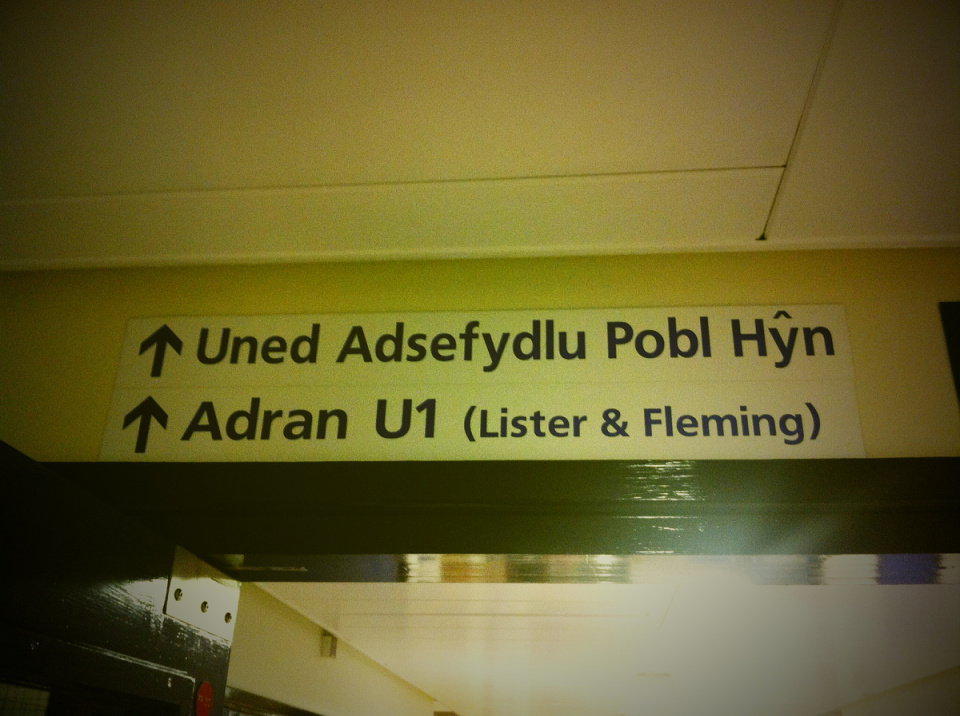 ↑ Uned Adsefydlu Pobl Hŷn
↑ Adran U1 (Lister & Fleming)